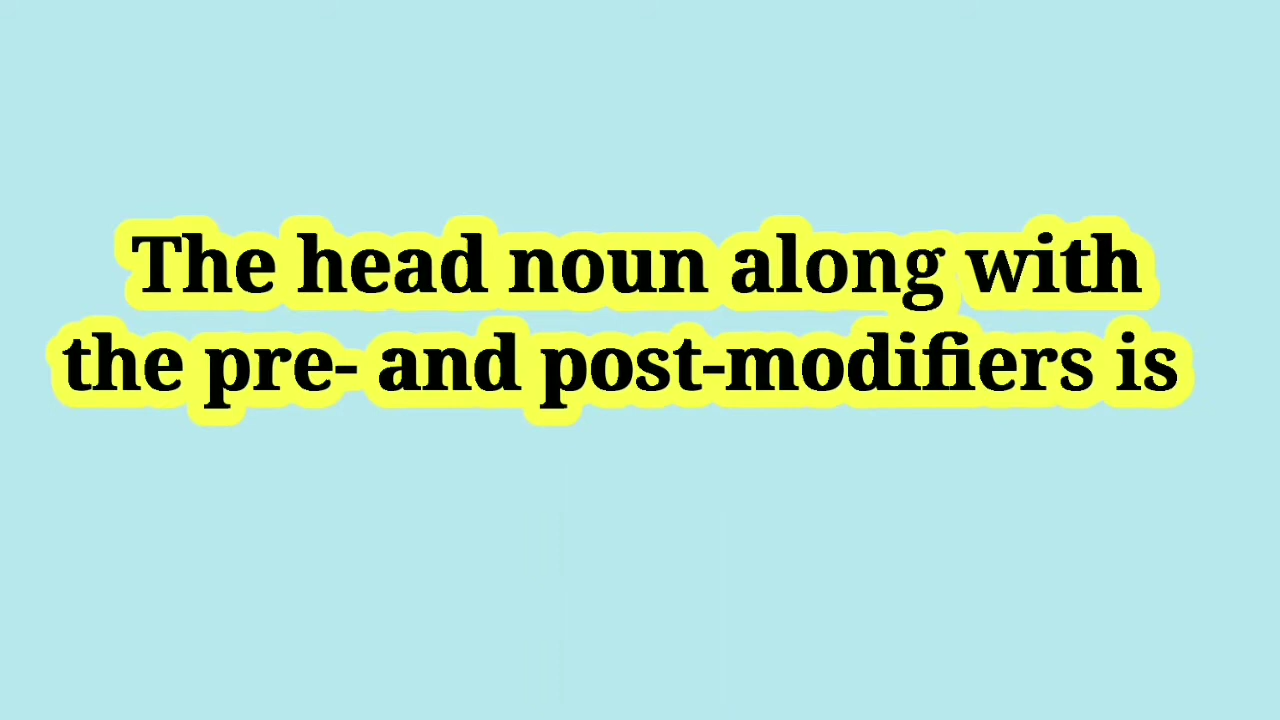 The head noun along with
the pre- and post-modifiers is